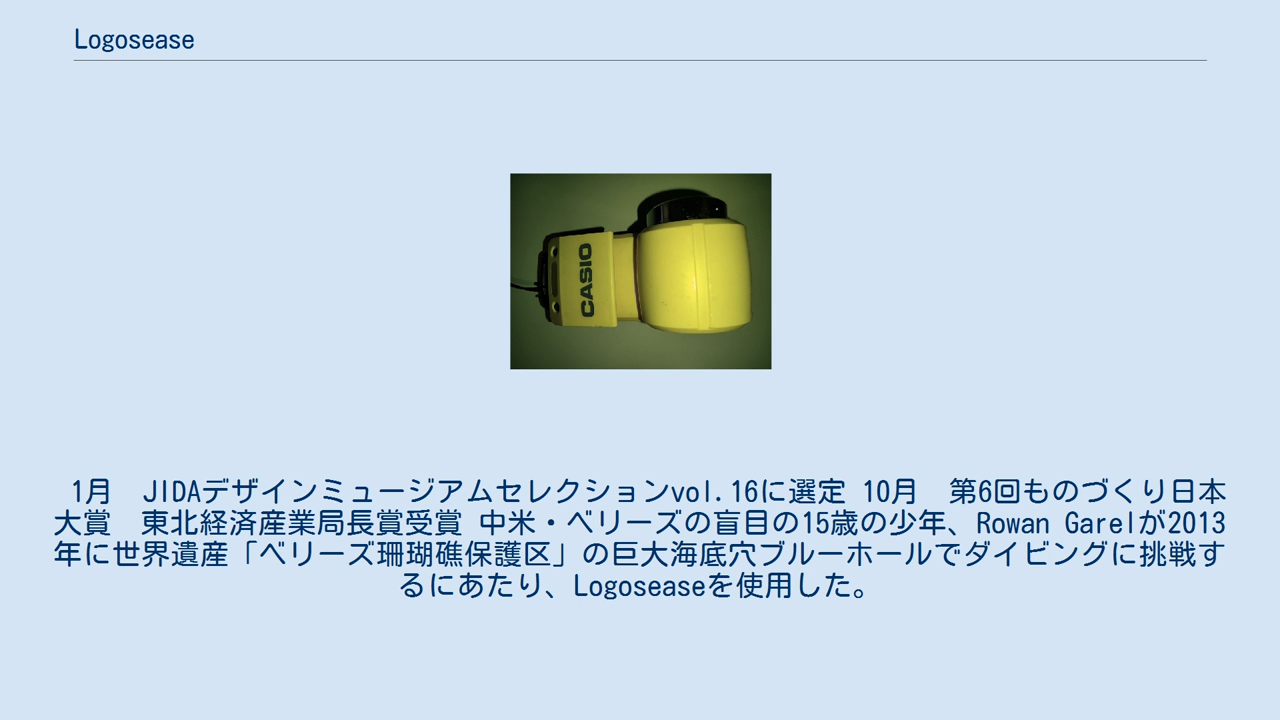 Logosease
CASIO
1月　JIDAデザインミュージアムセレクションvol.16に選定 10月　第6回ものづくり日本
大賞　東北経済産業局長賞受賞 中米・ベリーズの盲目の15歳の少年、Rowan Garelが2013
年に世界遺産「ベリーズ珊瑚礁保護区」の巨大海底穴ブルーホールでダイビングに挑戦す
るにあたり、Logoseaseを使用した。